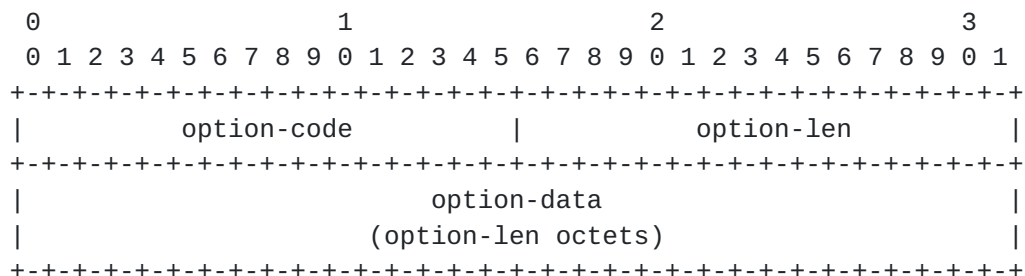 0                   1                   2                   3
 0 1 2 3 4 5 6 7 8 9 0 1 2 3 4 5 6 7 8 9 0 1 2 3 4 5 6 7 8 9 0 1
+-+-+-+-+-+-+-+-+-+-+-+-+-+-+-+-+-+-+-+-+-+-+-+-+-+-+-+-+-+-+-+-+
|          option-code          |           option-len          |
+-+-+-+-+-+-+-+-+-+-+-+-+-+-+-+-+-+-+-+-+-+-+-+-+-+-+-+-+-+-+-+-+
|                          option-data                          |
|                      (option-len octets)                      |
+-+-+-+-+-+-+-+-+-+-+-+-+-+-+-+-+-+-+-+-+-+-+-+-+-+-+-+-+-+-+-+-+